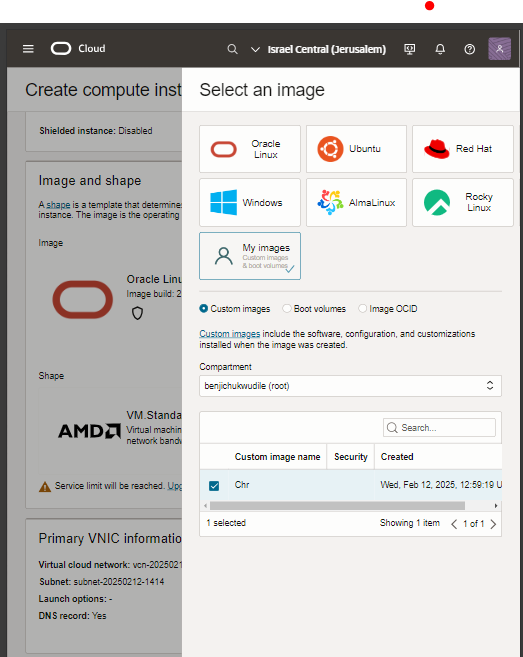 Cloud
Israel Central (Jerusalem)
Create compute inst
Shielded instance: Disabled
Image and shape
A shape is a template that determine
instance. The image is the operating
Image
Oracle Linu
Image build: 2
Shape
AMD
VM.Standa
Virtual machin
network bandw
Service limit will be reached. Upg
Primary VNIC informatio
Virtual cloud network: vcn-2025021
Subnet: subnet-20250212-1414
Launch options: -
DNS record: Yes
Select an image
Oracle
Linux
Ubuntu
Red Hat
Windows
AlmaLinux
Rocky
Linux
My images
Custom images
& boot volumes
Custom images
Boot volumes
Image OCID
Custom images include the software, configuration, and customizations
installed when the image was created.
Compartment
benjichukwudile (root)
Search...
Custom image name Security Created
Chr Wed, Feb 12, 2025, 12:59:19 U
1 selected
Showing 1 item
1 of 1